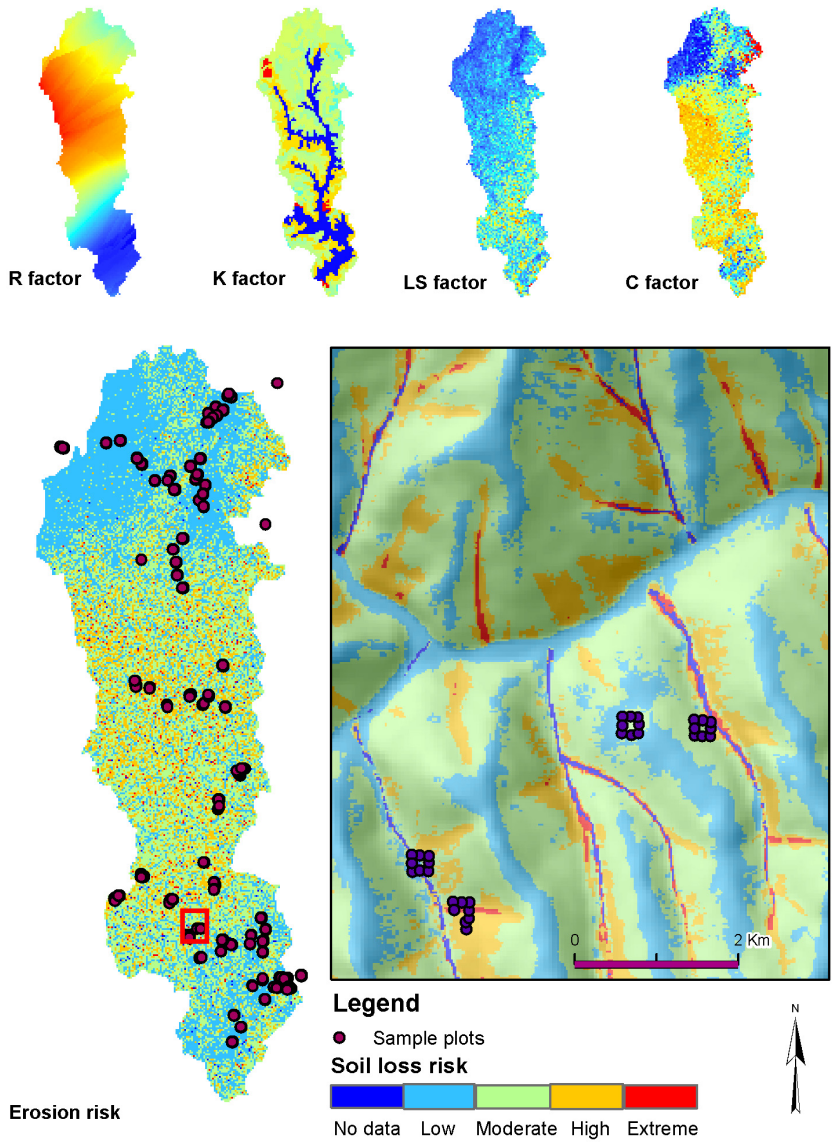 R factor
K factor
LS factor
C factor
0
2 Km
Legend
Sample plots
Soil loss risk
No data
Low
Moderate
High
Extreme
N
Erosion risk